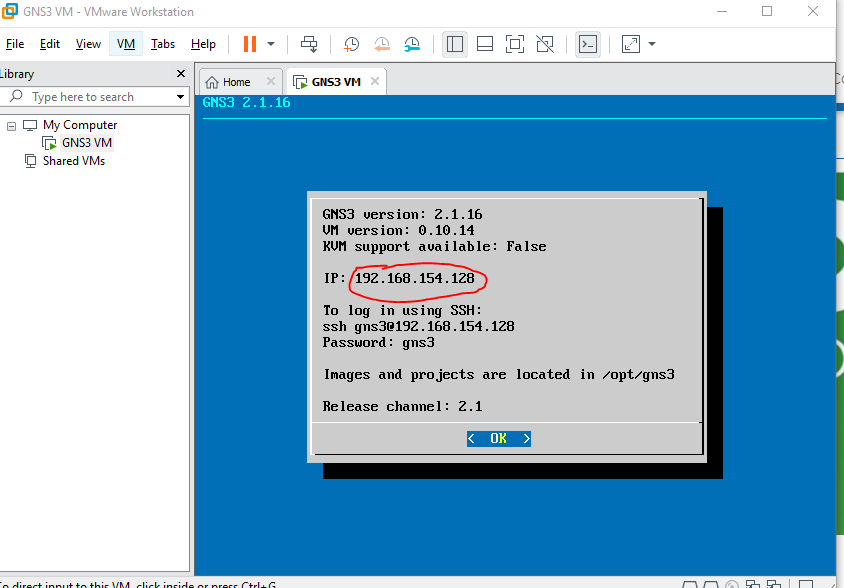 GNS3 VM - VMware Workstation
File Edit View VM Tabs Help
Library
Type here to search
My Computer
GNS3 VM
Shared VMs
Home
GNS3 VM
GNS3 2.1.16
GNS3 version: 2.1.16
VM version: 0.10.14
KVM support available: False
IP: 192.168.154.128
To log in using SSH:
ssh gns3@192.168.154.128
Password: gns3
Images and projects are located in /opt/gns3
Release channel: 2.1
< OK >
To direct input to this VM, click inside or press Ctrl+G.